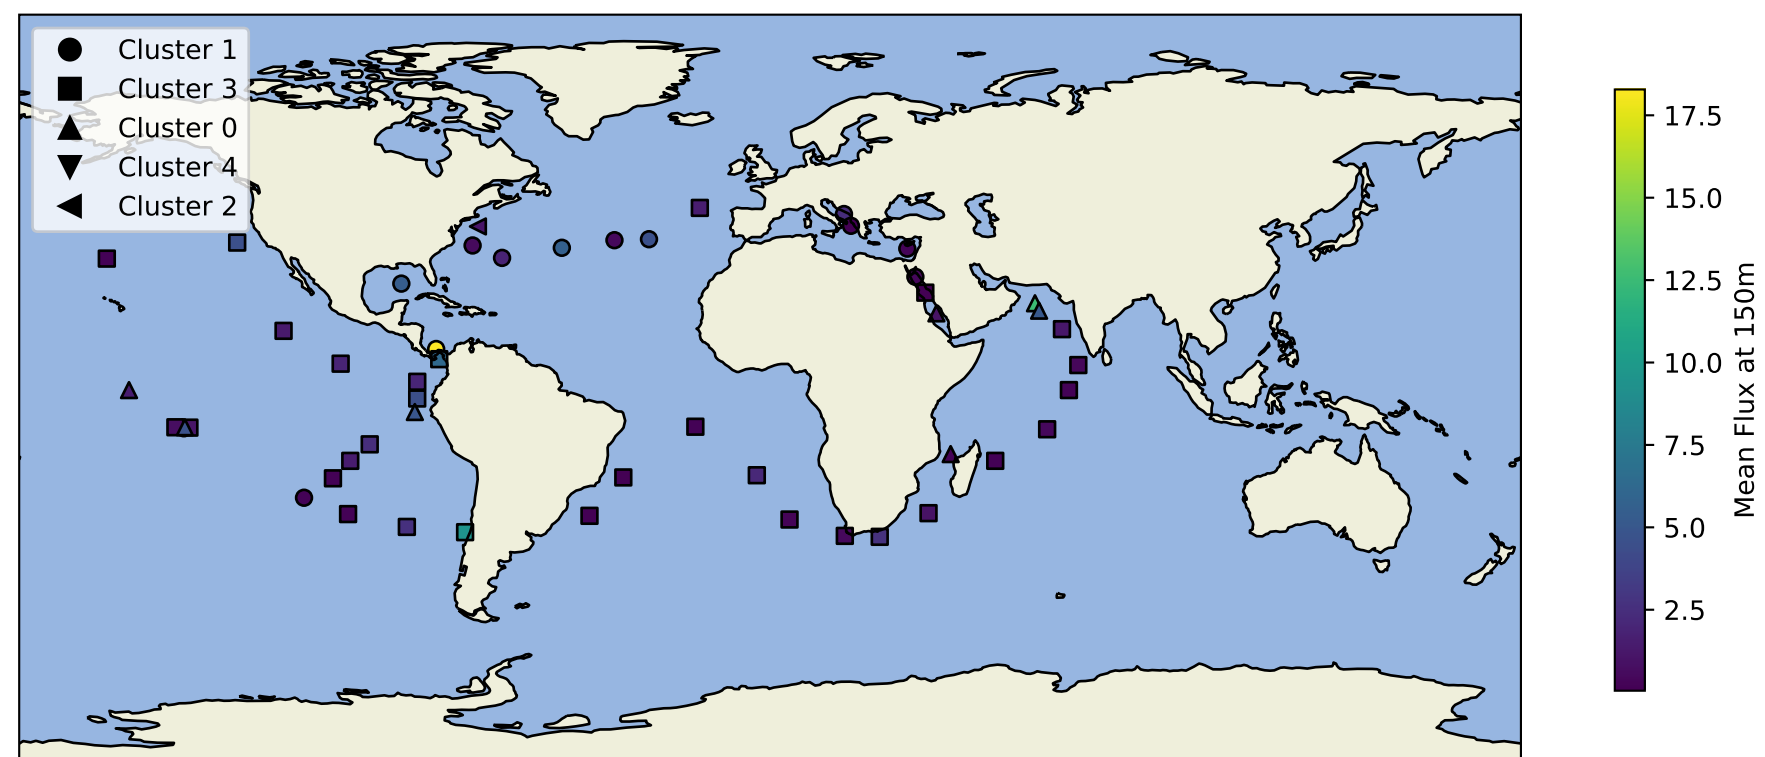 Cluster 1
Cluster 3
Cluster 0
Cluster 4
Cluster 2
17.5
15.0
12.5
10.0
7.5
5.0
2.5
Mean Flux at 150m